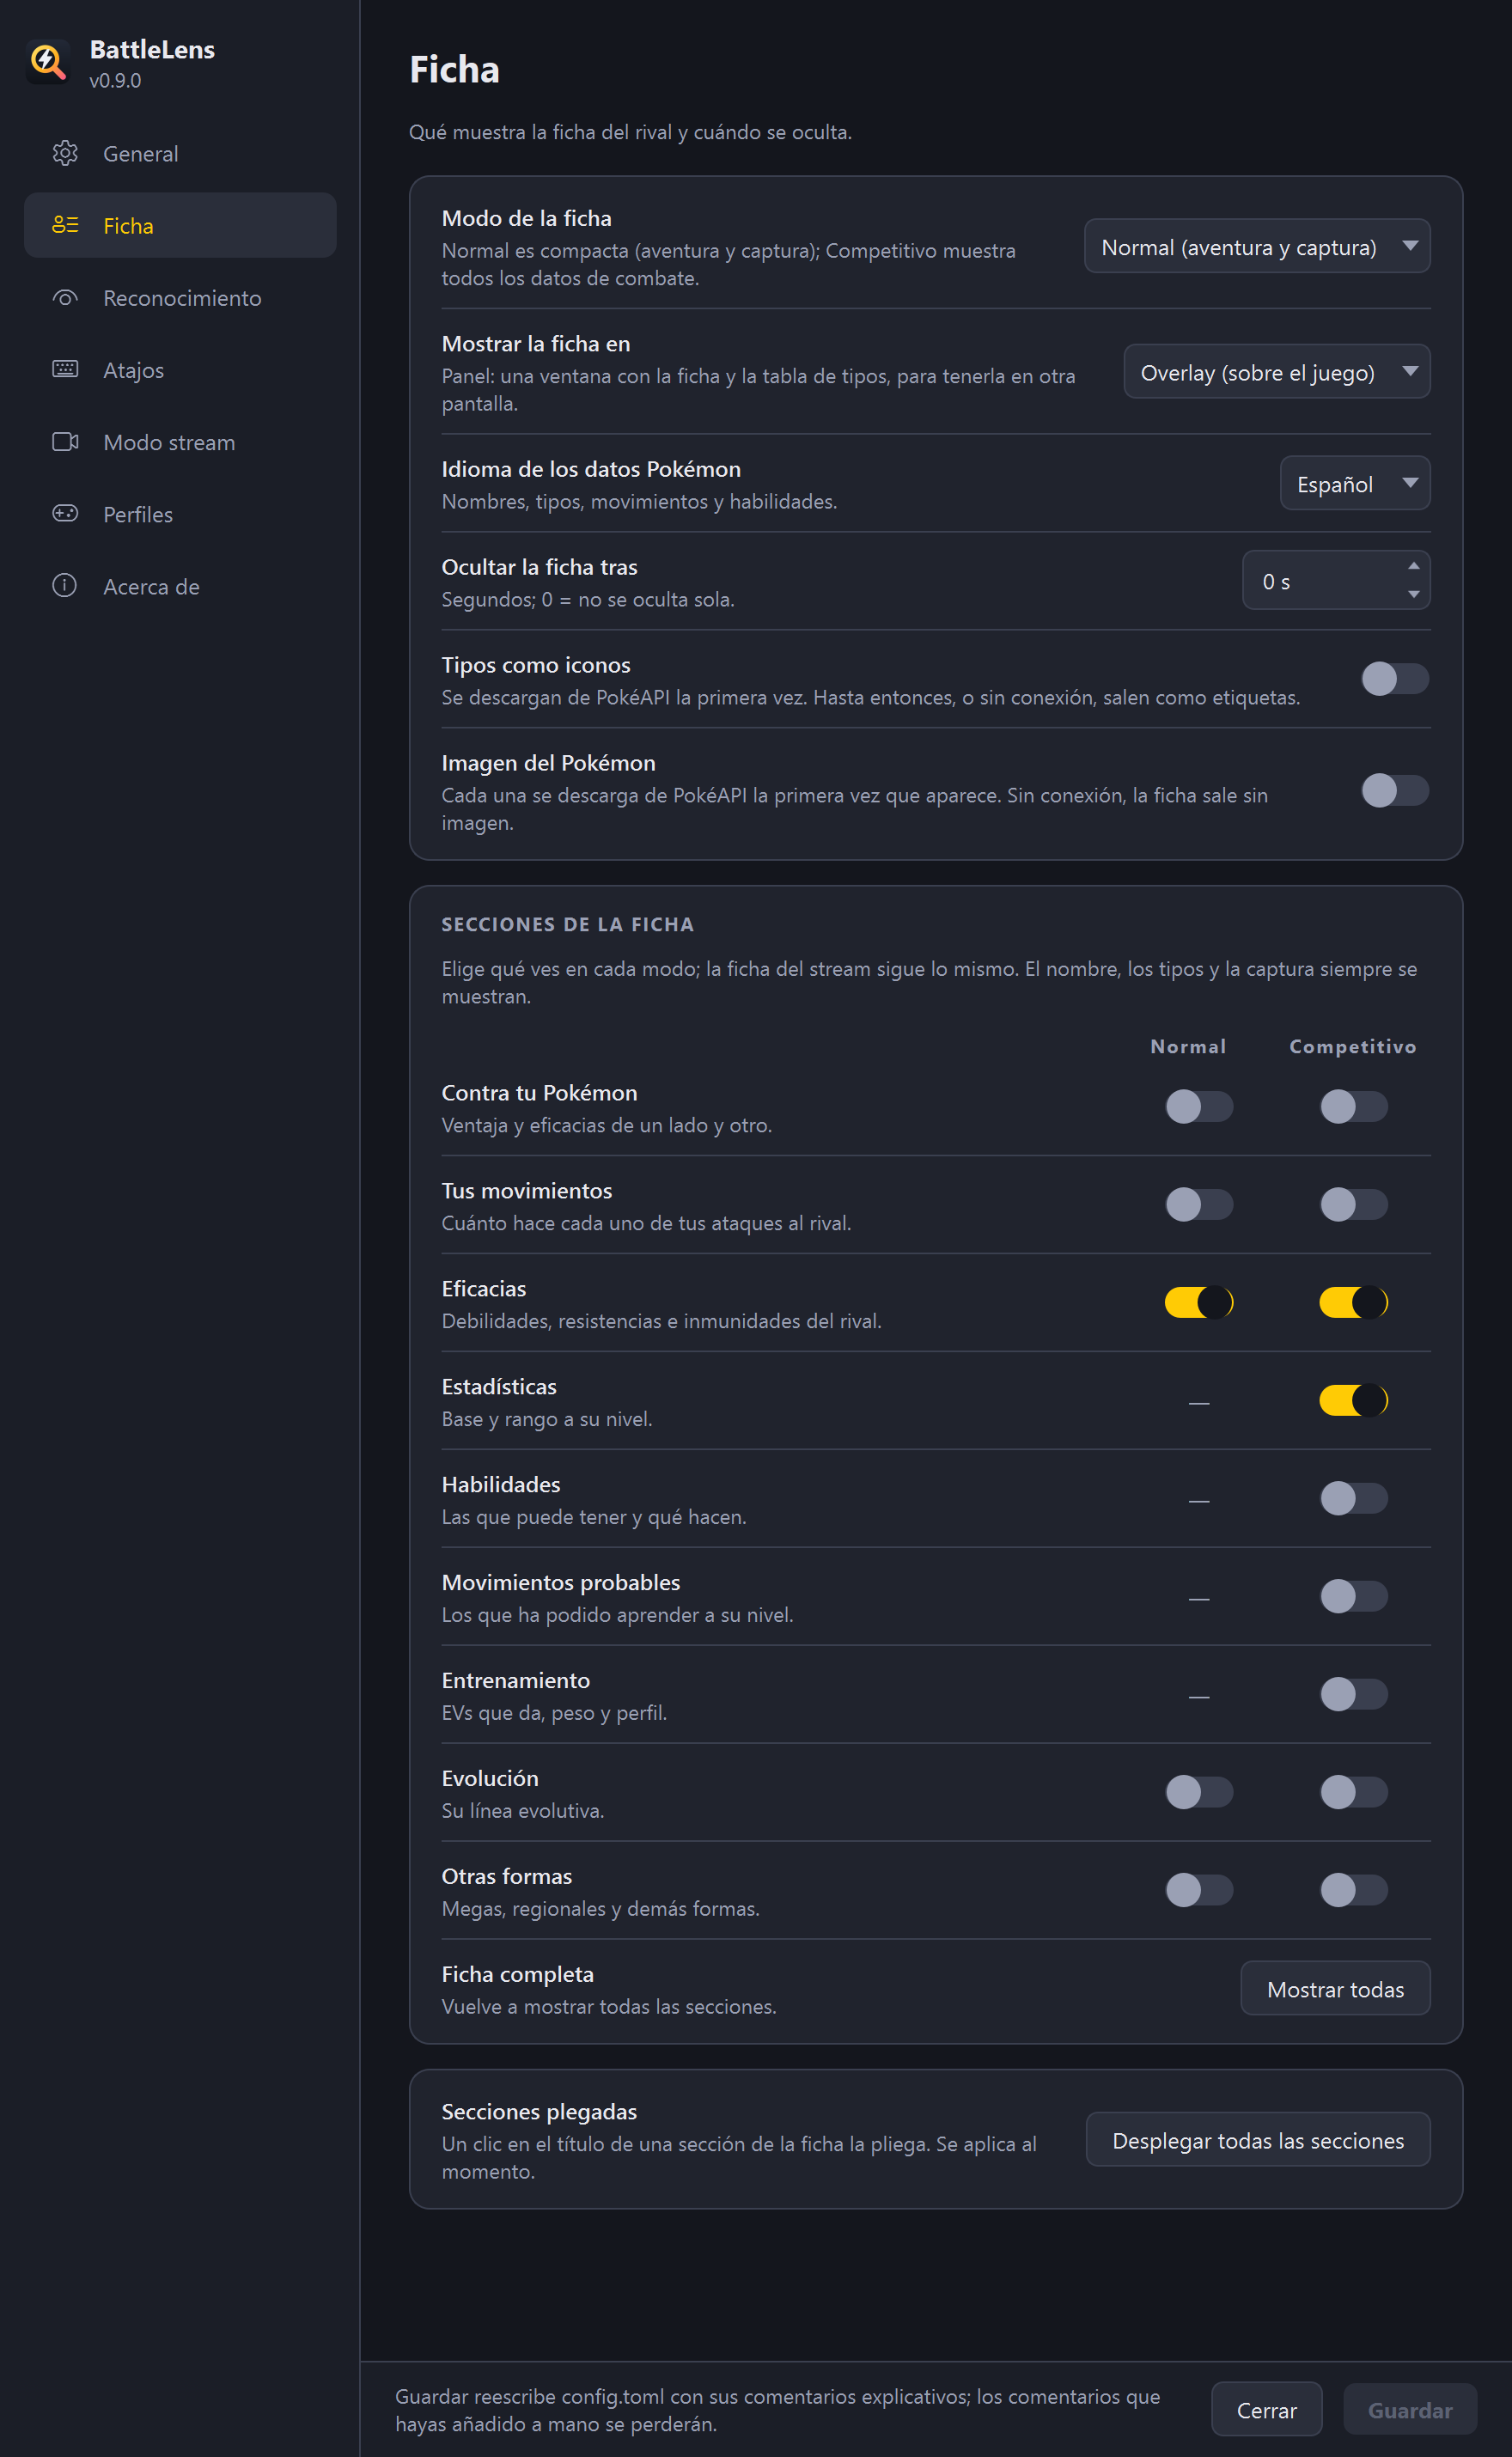 BattleLens
v0.9.0
General
Ficha
Reconocimiento
Atajos
Modo stream
Perfiles
Acerca de
Ficha
Qué muestra la ficha del rival y cuándo se oculta.
Modo de la ficha
Normal es compacta (aventura y captura); Competitivo muestra
todos los datos de combate.
Normal (aventura y captura)
Mostrar la ficha en
Panel: una ventana con la ficha y la tabla de tipos, para tenerla en otra
pantalla.
Overlay (sobre el juego)
Idioma de los datos Pokémon
Nombres, tipos, movimientos y habilidades.
Español
Ocultar la ficha tras
Segundos; 0 = no se oculta sola.
0 s
Tipos como iconos
Se descargan de PokéAPI la primera vez. Hasta entonces, o sin conexión, salen como etiquetas.
Imagen del Pokémon
Cada una se descarga de PokéAPI la primera vez que aparece. Sin conexión, la ficha sale sin
imagen.
SECCIONES DE LA FICHA
Elige qué ves en cada modo; la ficha del stream sigue lo mismo. El nombre, los tipos y la captura siempre se
muestran.
Normal Competitivo
Contra tu Pokémon
Ventaja y eficacias de un lado y otro.
Tus movimientos
Cuánto hace cada uno de tus ataques al rival.
Eficacias
Debilidades, resistencias e inmunidades del rival.
Estadísticas
Base y rango a su nivel.
—
Habilidades
Las que puede tener y qué hacen.
—
Movimientos probables
Los que ha podido aprender a su nivel.
—
Entrenamiento
EVs que da, peso y perfil.
—
Evolución
Su línea evolutiva.
Otras formas
Megas, regionales y demás formas.
Ficha completa
Vuelve a mostrar todas las secciones.
Mostrar todas
Secciones plegadas
Un clic en el título de una sección de la ficha la pliega. Se aplica al
momento.
Desplegar todas las secciones
Guardar reescribe config.toml con sus comentarios explicativos; los comentarios que
hayas añadido a mano se perderán.
Cerrar
Guardar